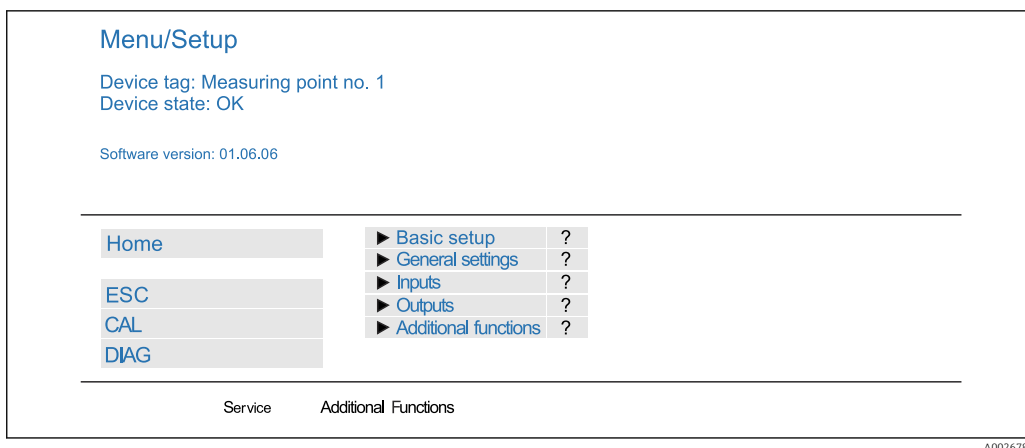 Menu/Setup
Device tag: Measuring point no. 1
Device state: OK
Software version: 01.06.06
Home
ESC
CAL
DIAG
► Basic setup ?
► General settings ?
► Inputs ?
► Outputs ?
► Additional functions ?
Service Additional Functions